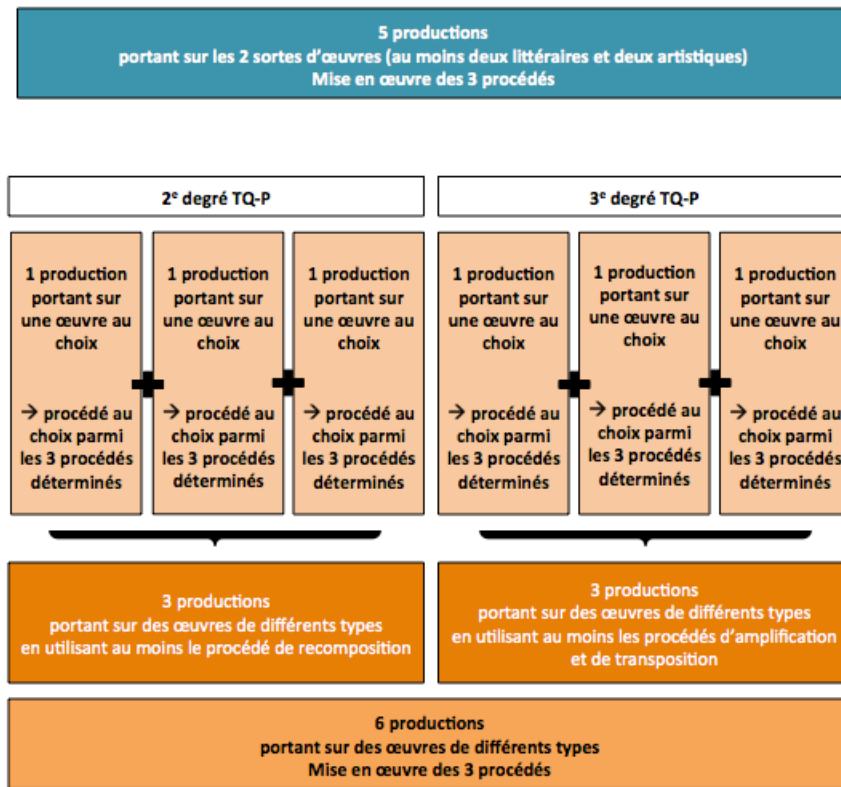 5 productions
portant sur les 2 sortes d’œuvres (au moins deux littéraires et deux artistiques)
Mise en œuvre des 3 procédés
2e degré TQ-P
1 production
portant sur
une œuvre au
choix
→ procédé au
choix parmi
les 3 procédés
déterminés
1 production
portant sur
une œuvre au
choix
→ procédé au
choix parmi
les 3 procédés
déterminés
1 production
portant sur
une œuvre au
choix
→ procédé au
choix parmi
les 3 procédés
déterminés
3 productions
portant sur des œuvres de différents types
en utilisant au moins le procédé de recomposition
3e degré TQ-P
1 production
portant sur
une œuvre au
choix
→ procédé au
choix parmi
les 3 procédés
déterminés
1 production
portant sur
une œuvre au
choix
→ procédé au
choix parmi
les 3 procédés
déterminés
1 production
portant sur
une œuvre au
choix
→ procédé au
choix parmi
les 3 procédés
déterminés
3 productions
portant sur des œuvres de différents types
en utilisant au moins les procédés d’amplification
et de transposition
6 productions
portant sur des œuvres de différents types
Mise en œuvre des 3 procédés